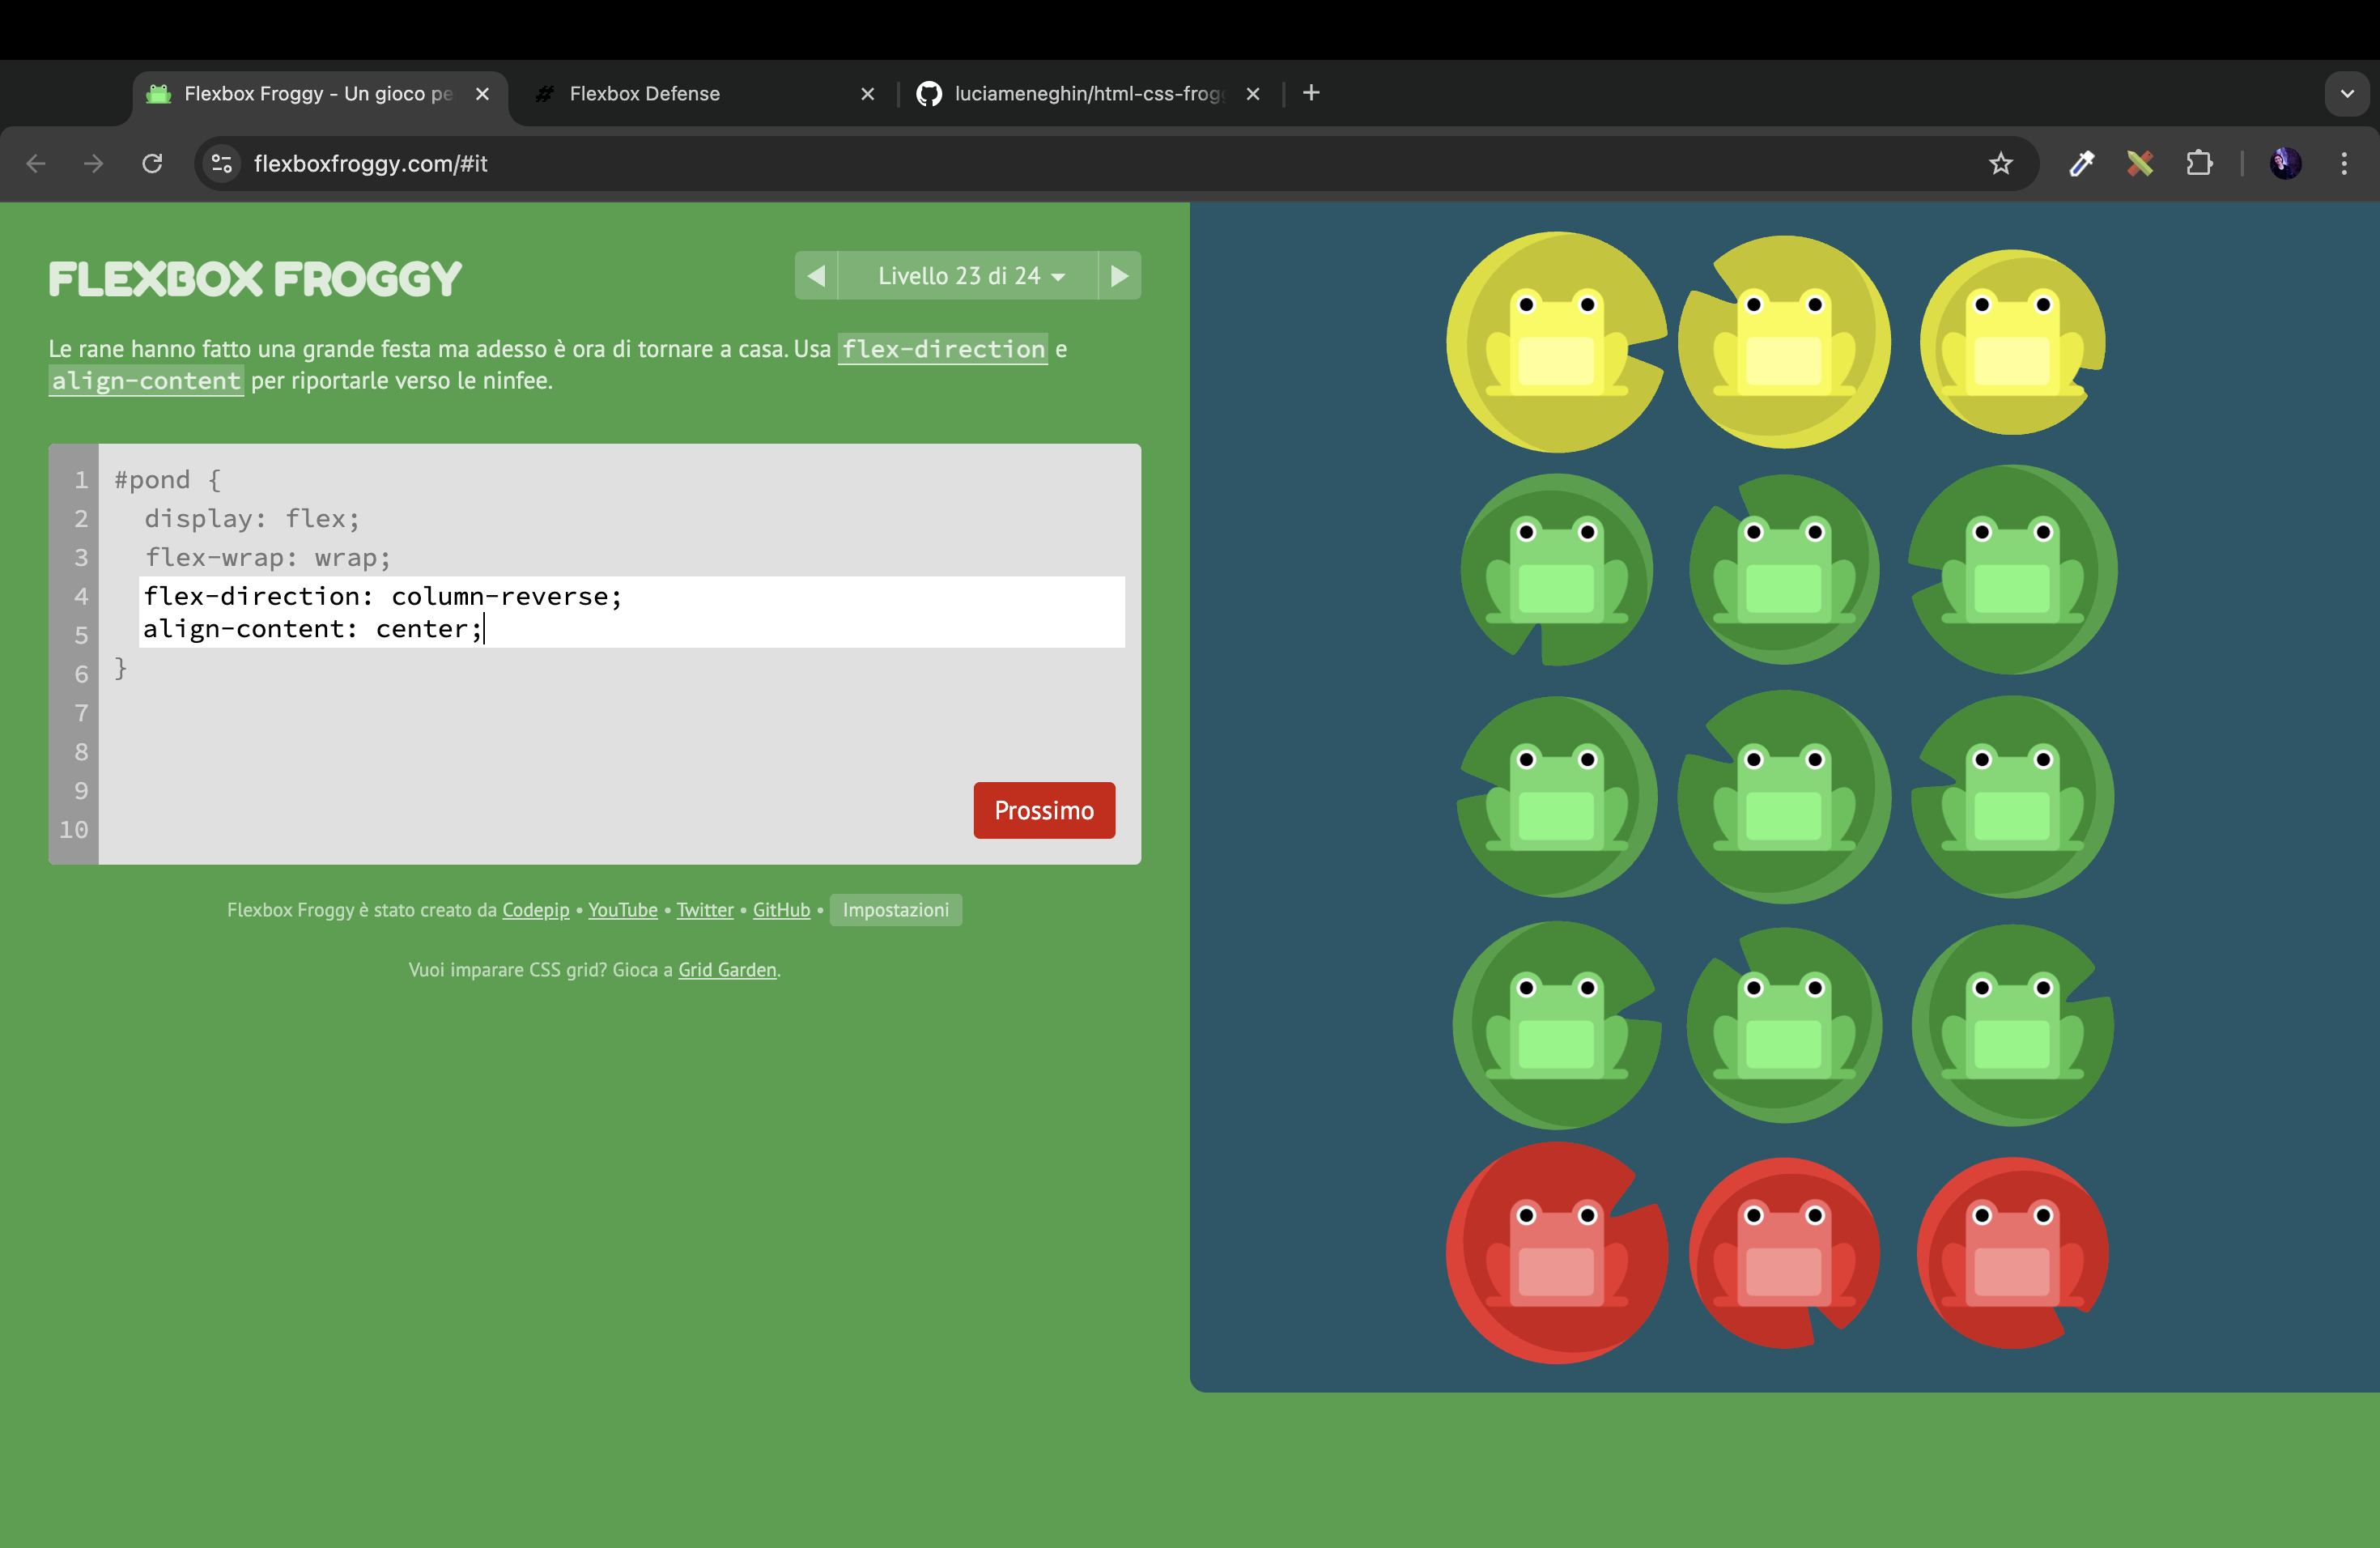 Flexbox Froggy - Un gioco pe
Flexbox Defense
luciameneghin/html-css-frog
flexboxfroggy.com/#it
FLEXBOX FROGGY
Livello 23 di 24
Le rane hanno fatto una grande festa ma adesso è ora di tornare a casa. Usa flex-direction e
align-content per riportarle verso le ninfee.
1 #pond {
2 display: flex;
3 flex-wrap: wrap;
4 flex-direction: column-reverse;
5 align-content: center;
6 }
7
8
9
10
Prossimo
Flexbox Froggy è stato creato da Codepip • YouTube • Twitter • GitHub • Impostazioni
Vuoi imparare CSS grid? Gioca a Grid Garden.